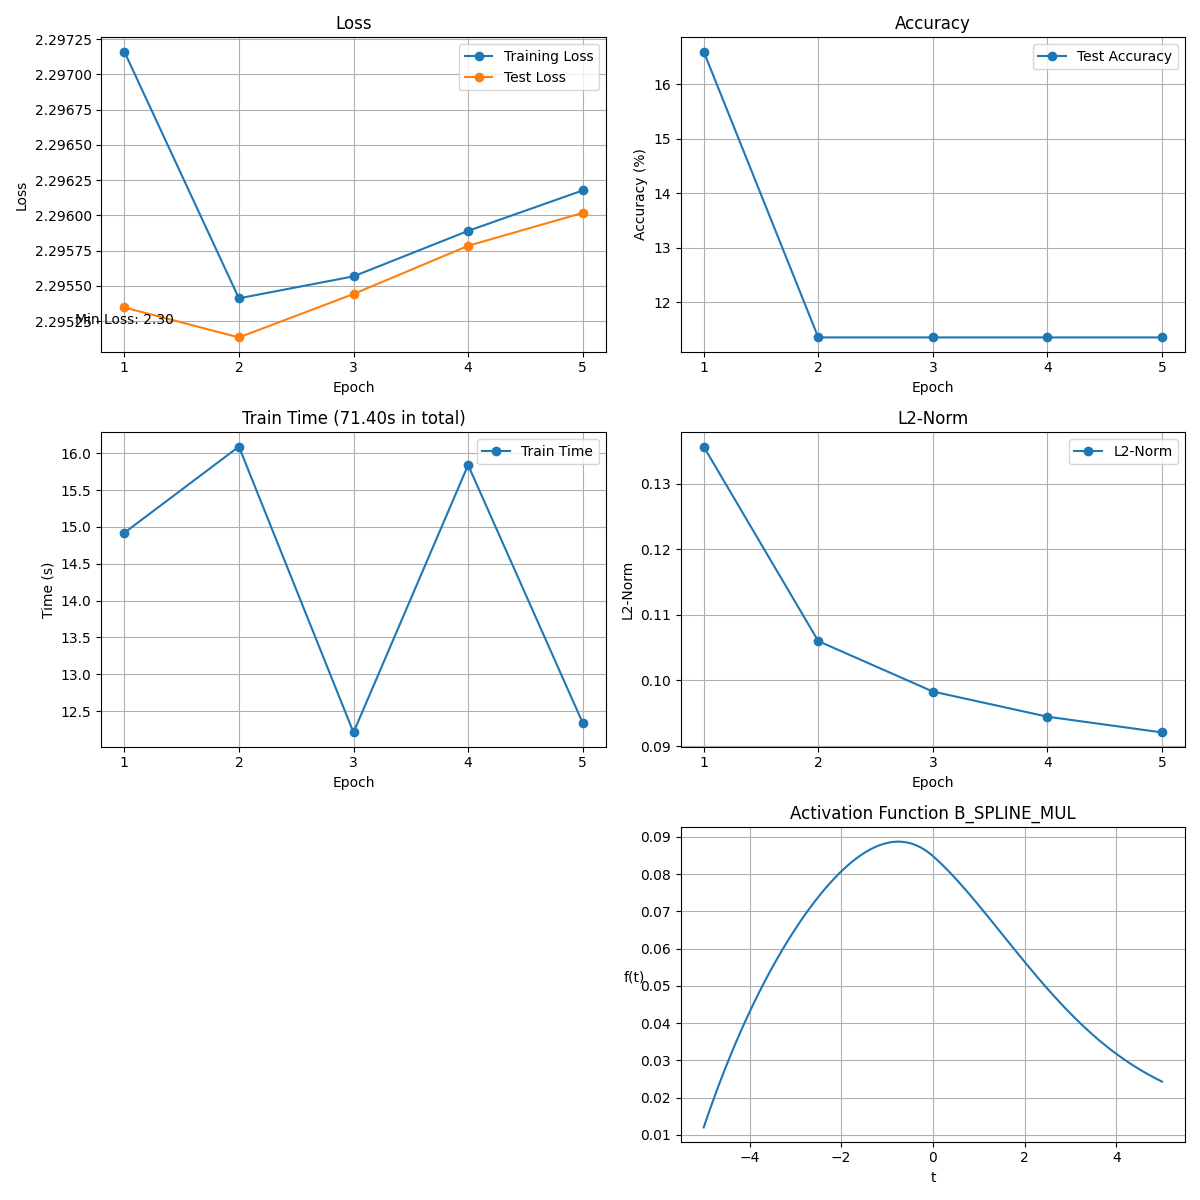 Loss
2.29725
2.29700
2.29675
2.29650
2.29625
2.29600
2.29575
2.29550
2.29525
Loss
Training Loss
Test Loss
Min Loss: 2.30
1 2 3 4 5
Epoch
Accuracy
16
15
14
13
12
Accuracy (%)
Test Accuracy
1 2 3 4 5
Epoch
Train Time (71.40s in total)
16.0
15.5
15.0
14.5
14.0
13.5
13.0
12.5
Time (s)
Train Time
1 2 3 4 5
Epoch
L2-Norm
0.13
0.12
0.11
0.10
0.09
L2-Norm
L2-Norm
1 2 3 4 5
Epoch
Activation Function B_SPLINE_MUL
0.09
0.08
0.07
0.06
0.05
0.04
0.03
0.02
0.01
f(t)
−4 −2 0 2 4
t